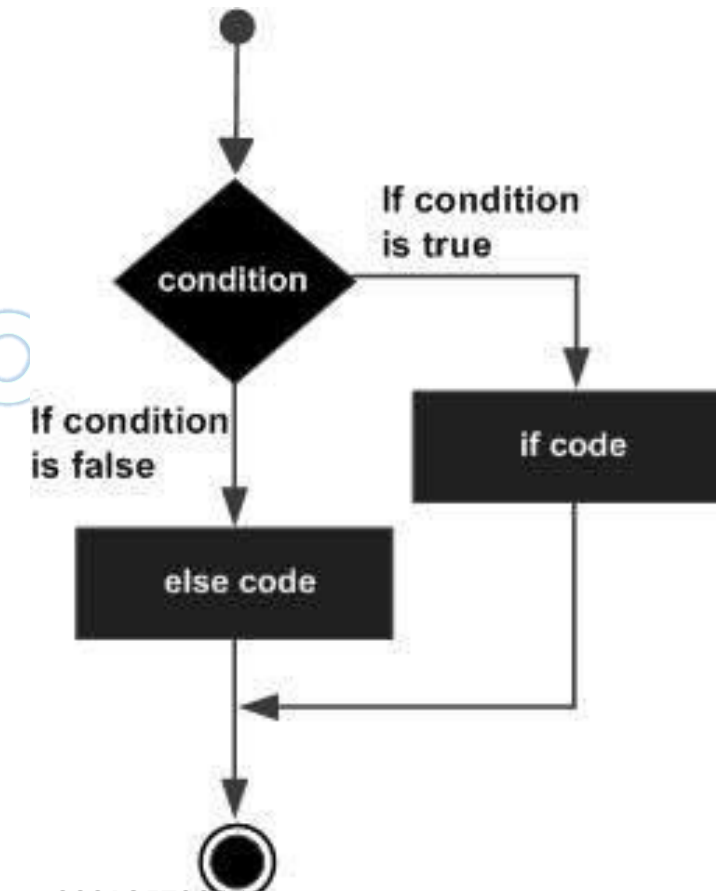 If condition
is true
condition
If condition
is false
if code
else code